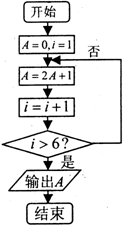 开始
A=0,i=1
否
A=2A+1
i=i+1
i>6?
是
输出A
结束